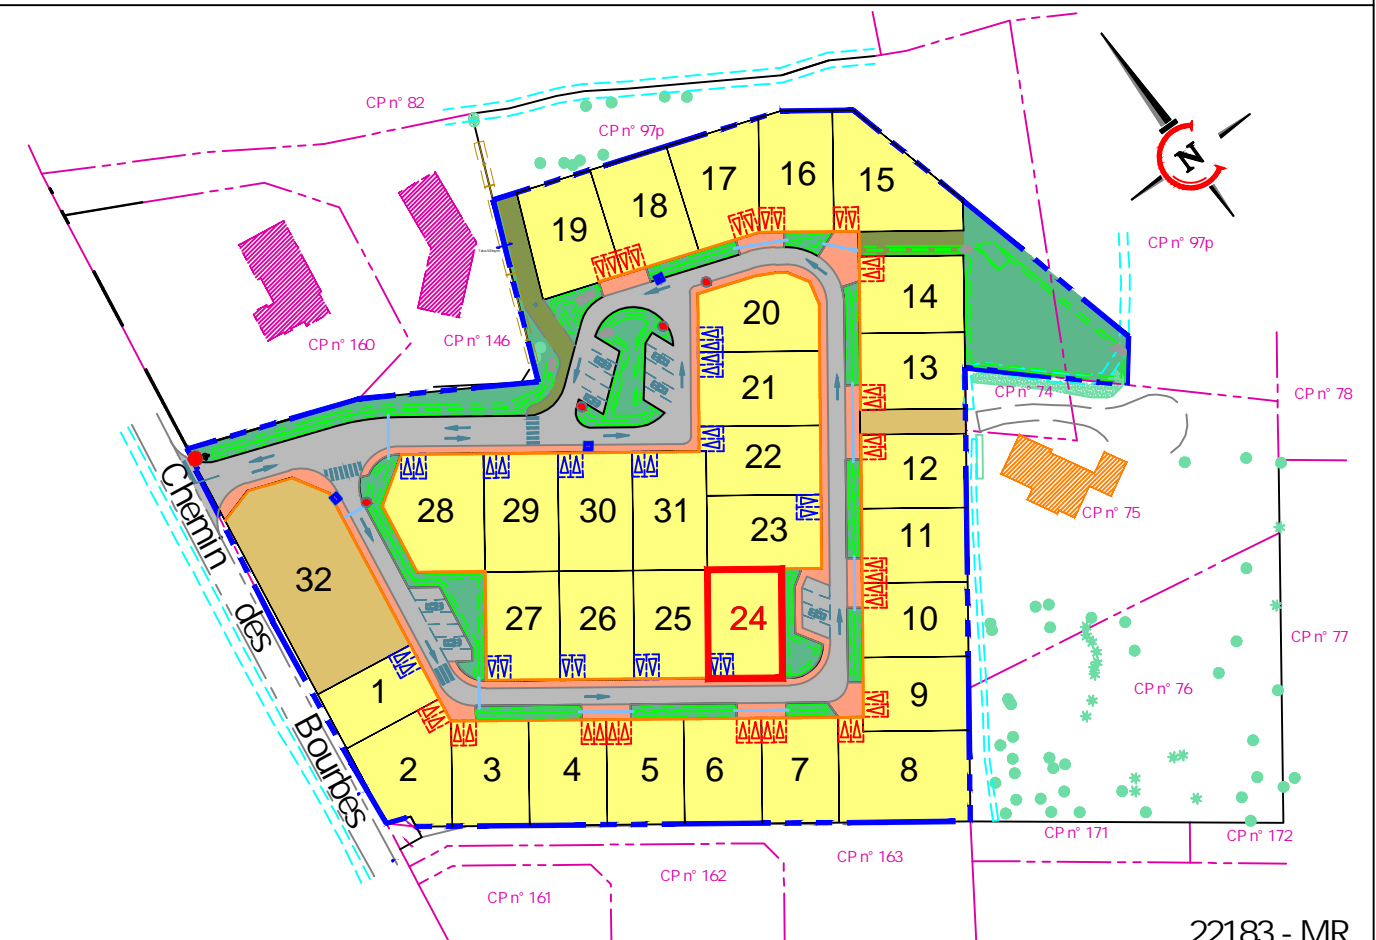 CP n° 82
CP n° 97p
N
17
16
15
18
19
CP n° 97p
14
20
CP n° 160
CP n° 146
13
21
CP n° 74
CP n° 78
22
12
28
29
30
31
CP n° 75
23
11
Chemin
des
Bourbes
32
27
26
25
24
10
CP n° 77
1
9
CP n° 76
2
3
4
5
6
7
8
CP n° 171
CP n° 172
CP n° 163
CP n° 162
CP n° 161
22183 - MR